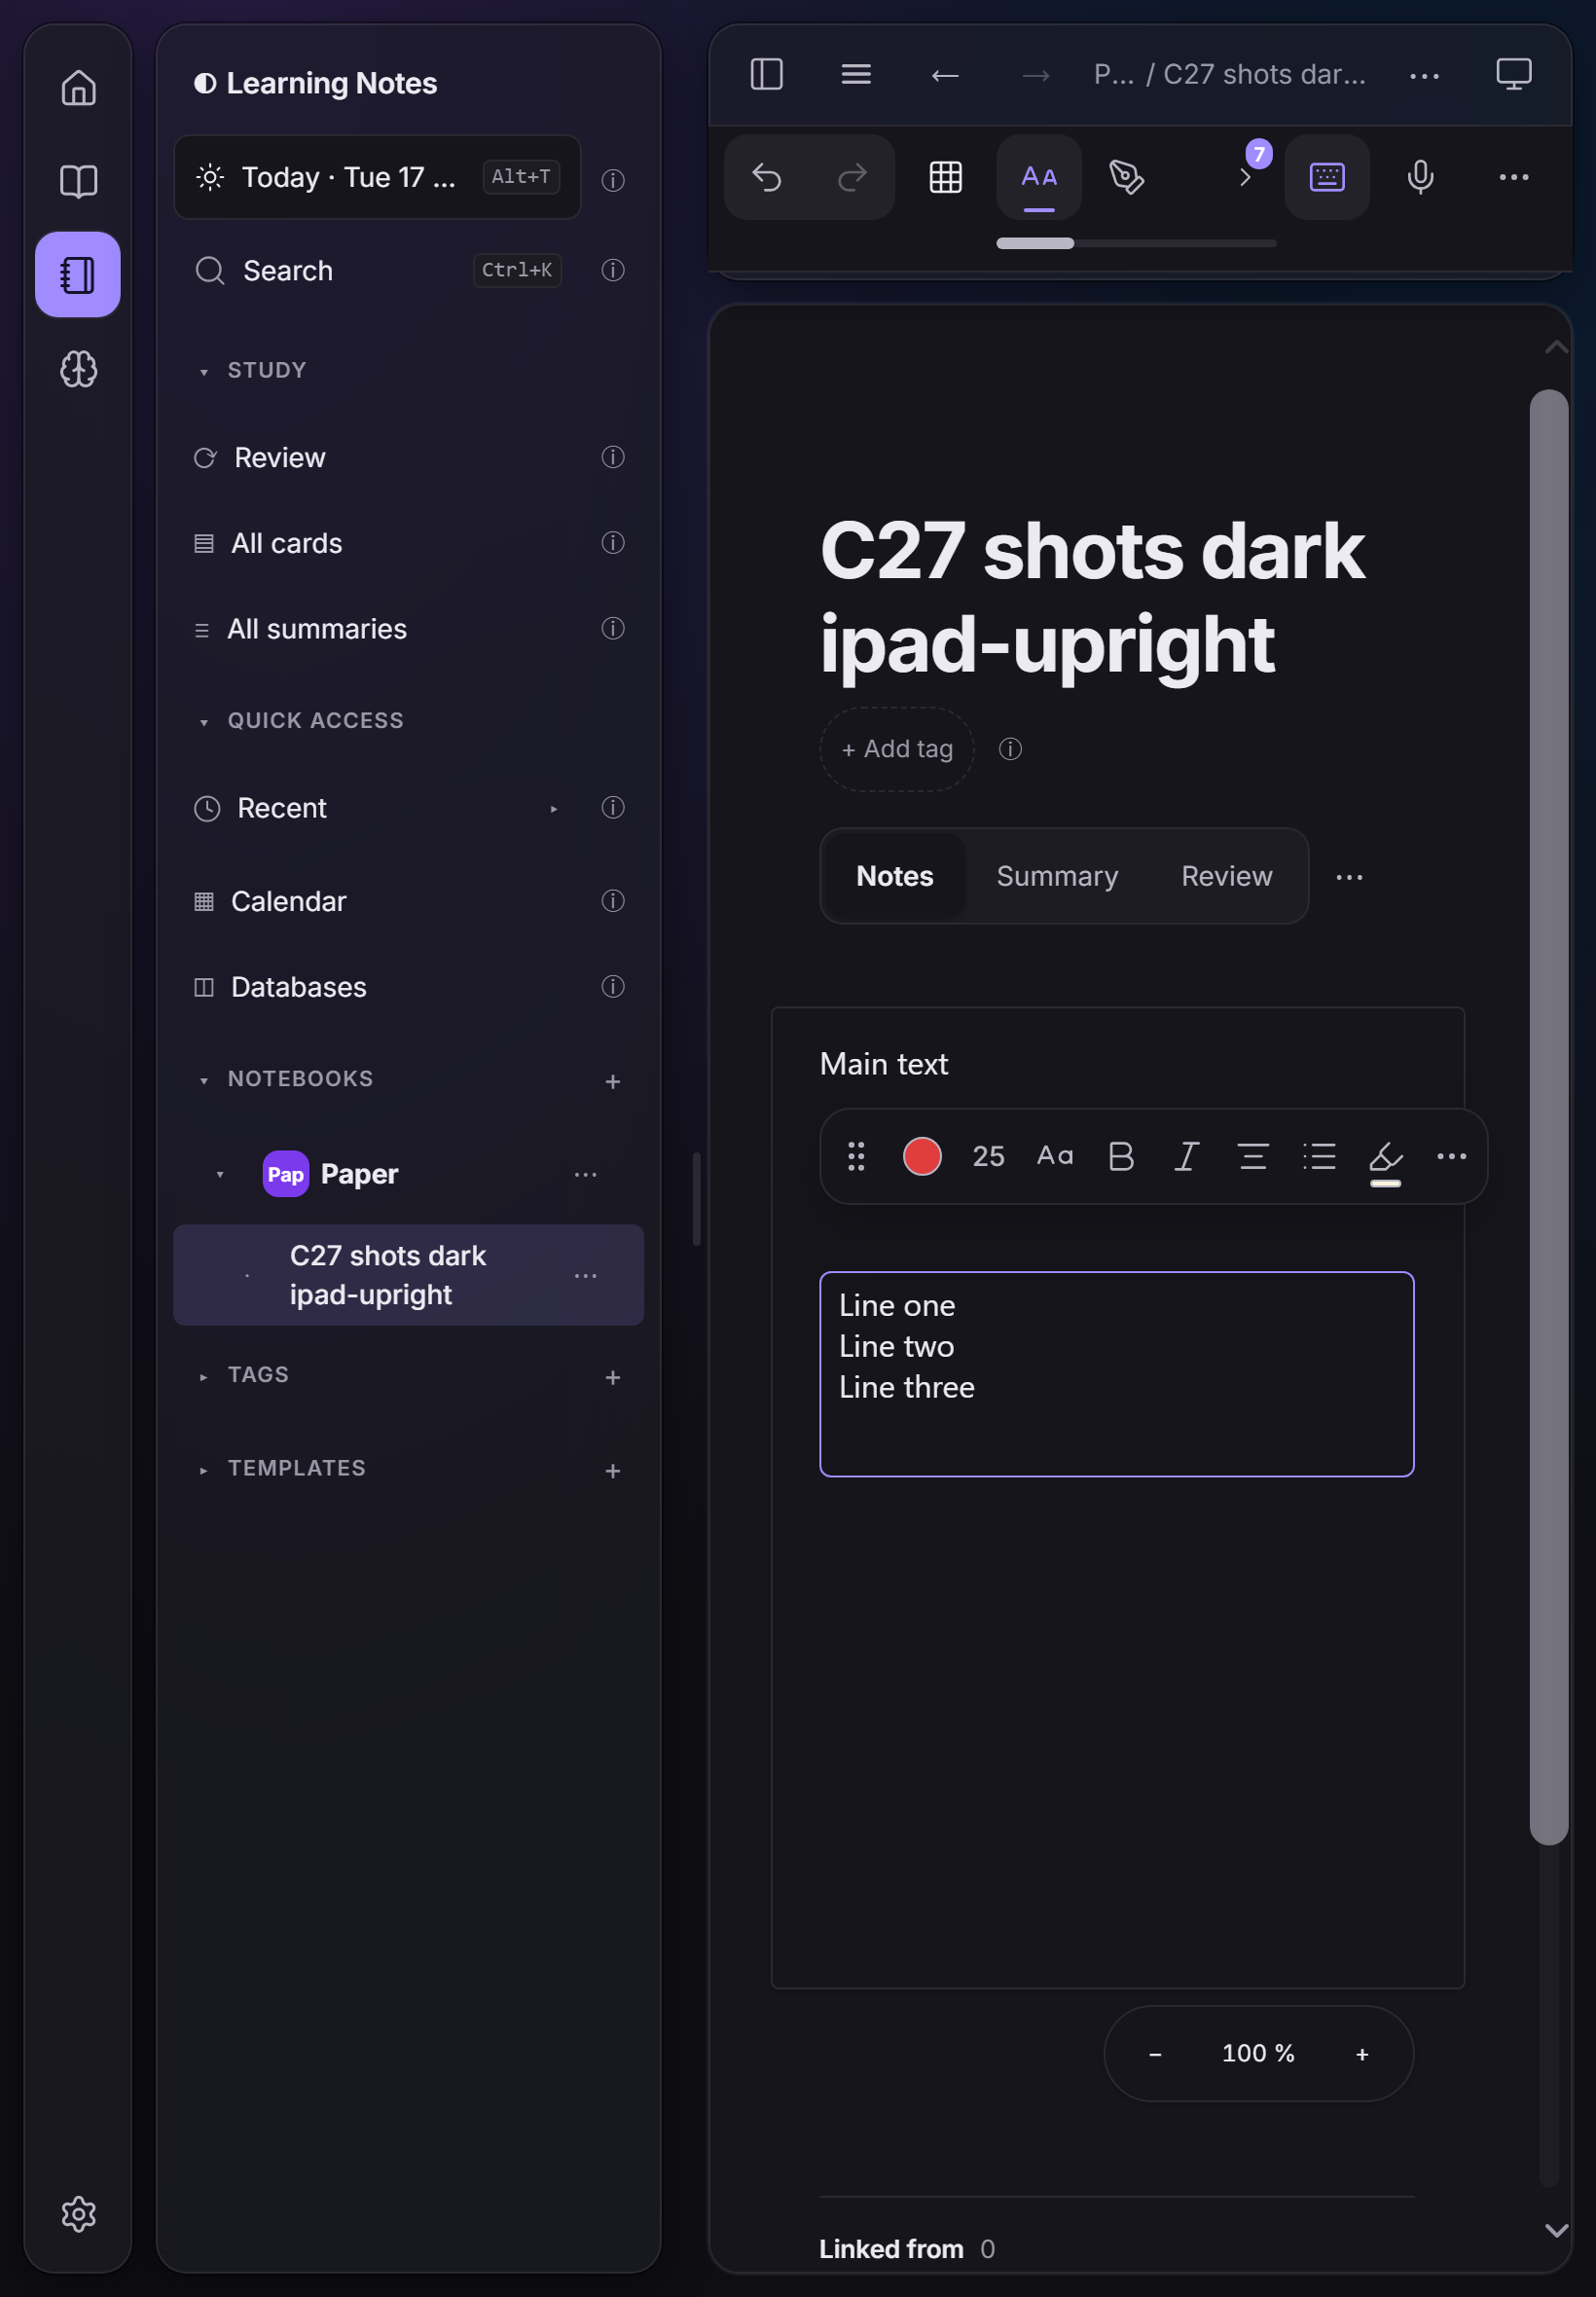 Learning Notes
Today · Tue 17 ... Alt+T
Search Ctrl+K
STUDY
Review
All cards
All summaries
QUICK ACCESS
Recent
Calendar
Databases
NOTEBOOKS +
Pap Paper ...
C27 shots dark
ipad-upright ...
TAGS +
TEMPLATES +
P... / C27 shots dar... ...
AA 7 ...
C27 shots dark
ipad-upright
+ Add tag
Notes Summary Review ...
Main text
25 Aa B I ...
Line one
Line two
Line three
− 100 % +
Linked from 0